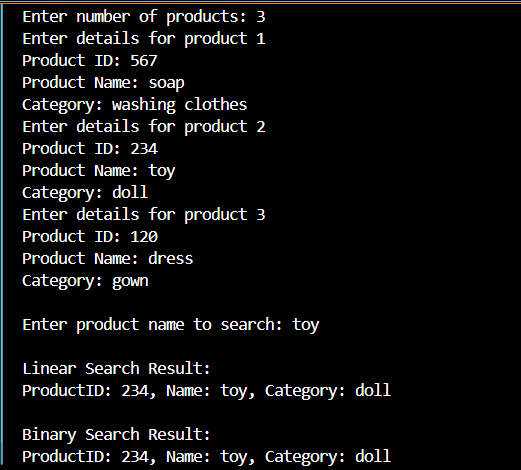 Enter number of products: 3
Enter details for product 1
Product ID: 567
Product Name: soap
Category: washing clothes
Enter details for product 2
Product ID: 234
Product Name: toy
Category: doll
Enter details for product 3
Product ID: 120
Product Name: dress
Category: gown
Enter product name to search: toy
Linear Search Result:
ProductID: 234, Name: toy, Category: doll
Binary Search Result:
ProductID: 234, Name: toy, Category: doll